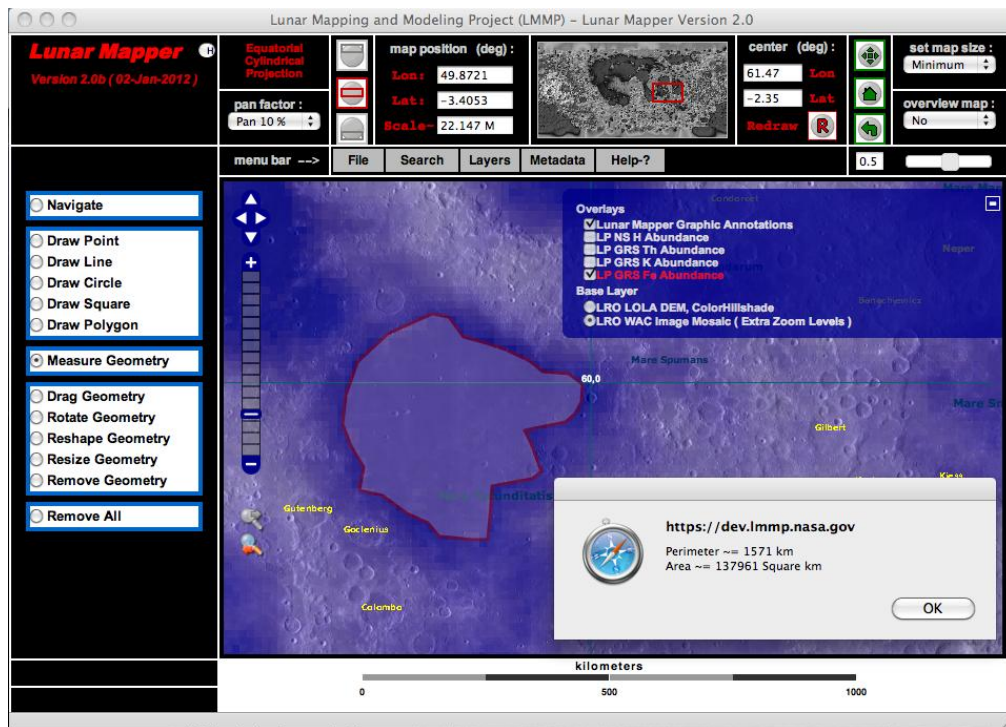 Lunar Mapping and Modeling Project (LMMP) – Lunar Mapper Version 2.0
Lunar Mapper
H
Version 2.0b ( 02-Jan-2012 )
Equatorial
Cylindrical
Projection
pan factor :
Pan 10 %
map position (deg) :
Lon: 49.8721
Lat: -3.4053
Scale~ 22.147 M
center (deg) :
61.47 Lon
-2.35 Lat
Redraw R
set map size :
Minimum
overview map :
No
menu bar --->
File
Search
Layers
Metadata
Help-?
0.5
Navigate
Draw Point
Draw Line
Draw Circle
Draw Square
Draw Polygon
Measure Geometry
Drag Geometry
Rotate Geometry
Reshape Geometry
Resize Geometry
Remove Geometry
Remove All
Condorcet
Overlays
Lunar Mapper Graphic Annotations
LP NS H Abundance
LP GRS Th Abundance
LP GRS K Abundance
LP GRS Fe Abundance
Base Layer
LRO LOLA DEM, ColorHillshade
LRO WAC Image Mosaic ( Extra Zoom Levels )
Neper
Mare Spumans
60,0
Gilbert
Gutenberg
Goclenius
Colombo
https://dev.lmmp.nasa.gov
Perimeter ~= 1571 km
Area ~= 137961 Square km
OK
kilometers
0
500
1000